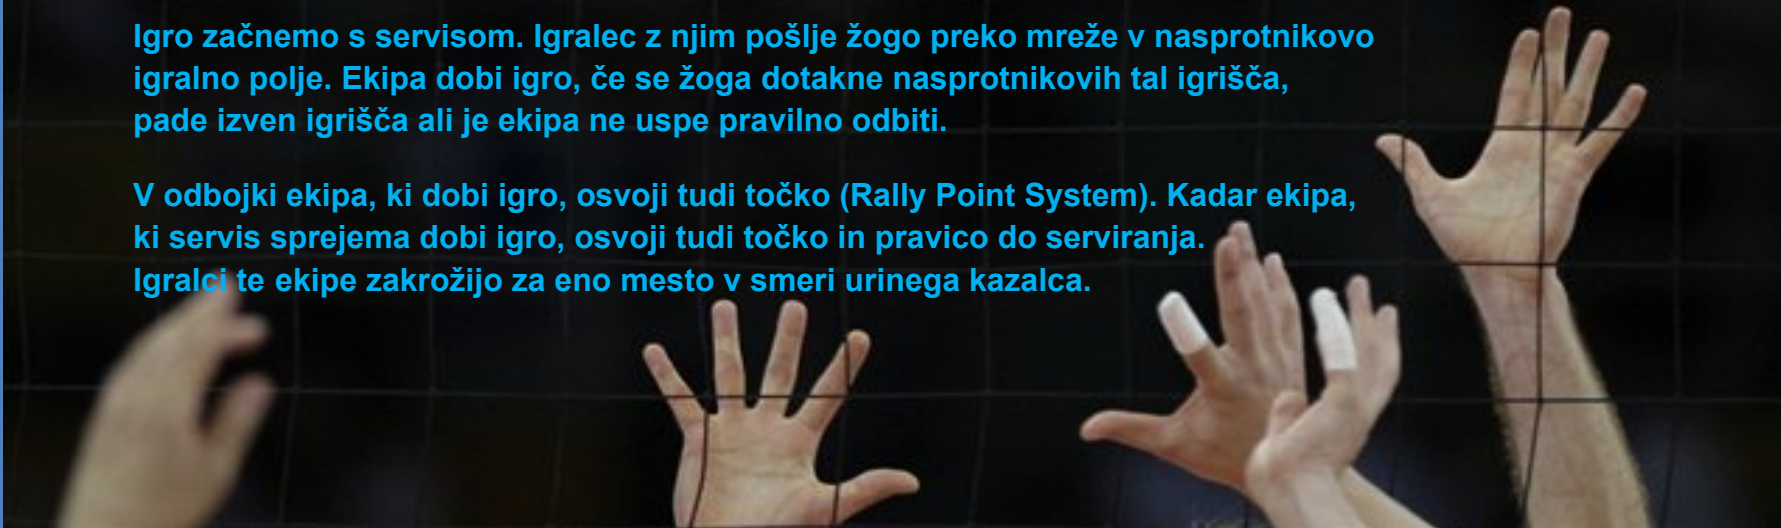 Igro začnemo s servisom. Igralec z njim pošlje žogo preko mreže v nasprotnikovo
igralno polje. Ekipa dobi igro, če se žoga dotakne nasprotnikovih tal igrišča,
pade izven igrišča ali je ekipa ne uspe pravilno odbiti.
V odbojki ekipa, ki dobi igro, osvoji tudi točko (Rally Point System). Kadar ekipa,
ki servis sprejema dobi igro, osvoji tudi točko in pravico do serviranja.
Igralci te ekipe zakrožijo za eno mesto v smeri urinega kazalca.